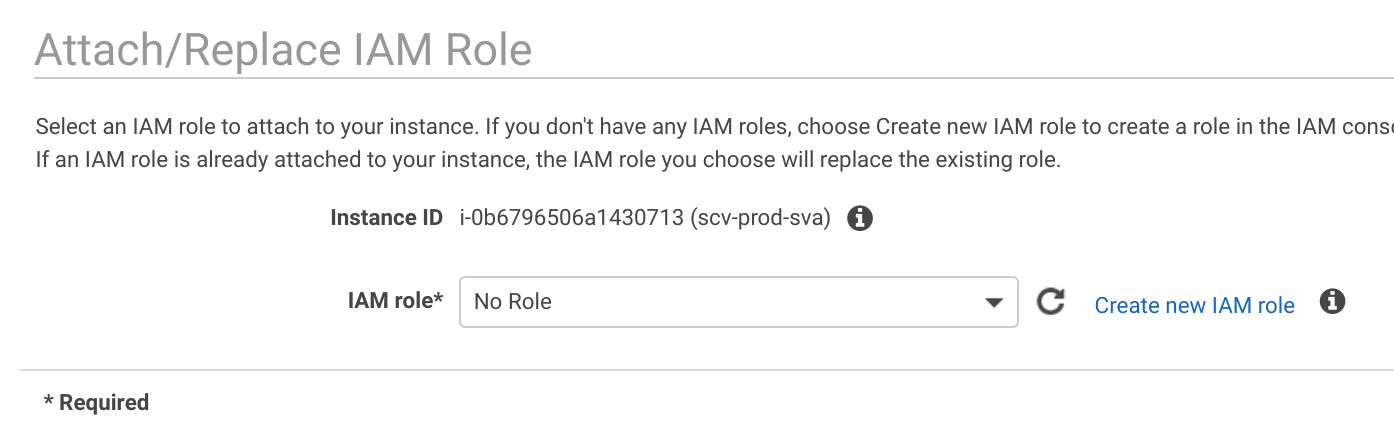 Attach/Replace IAM Role
Select an IAM role to attach to your instance. If you don't have any IAM roles, choose Create new IAM role to create a role in the IAM
If an IAM role is already attached to your instance, the IAM role you choose will replace the existing role.
Instance ID i-0b6796506a1430713 (scv-prod-sva)
IAM role* No Role Create new IAM role
* Required